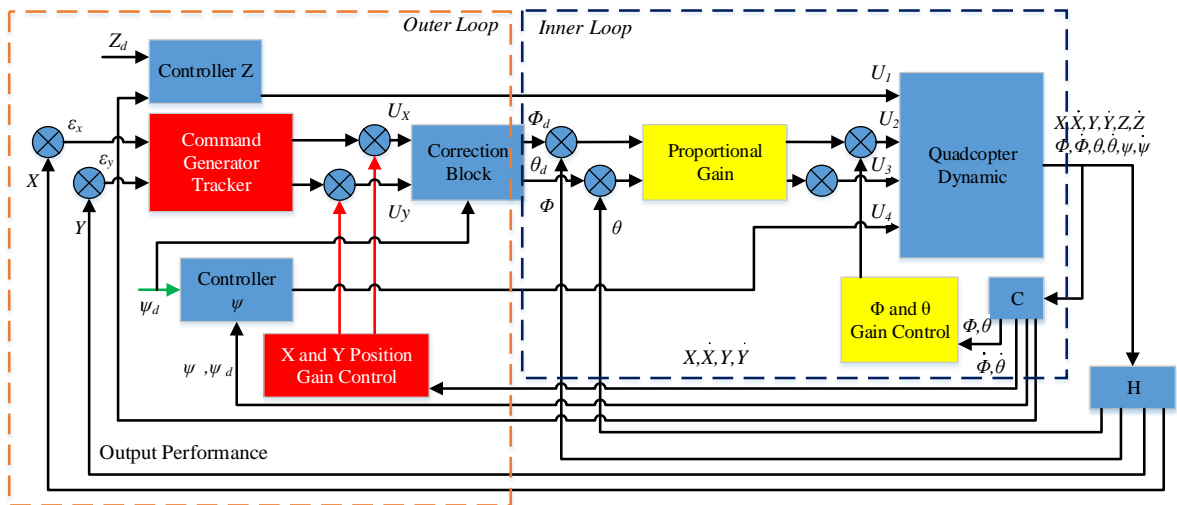 Outer Loop
Inner Loop
Z_d
Controller Z
U_1
ε_x
Command
Generator
Tracker
U_X
Correction
Block
Φ_d
θ_d
Proportional
Gain
U_2
Quadcopter
Dynamic
X,Ẋ,Y,Ẏ,Z,Ż
Φ,Φ̇,θ,θ̇,ψ,ψ̇
ε_y
X
Y
Uy
Φ
θ
U_3
U_4
ψ_d
Controller
ψ
Φ and θ
Gain Control
C
Φ,θ
Φ̇,θ̇
X and Y Position
Gain Control
X,Ẋ,Y,Ẏ
ψ ,ψ_d
H
Output Performance